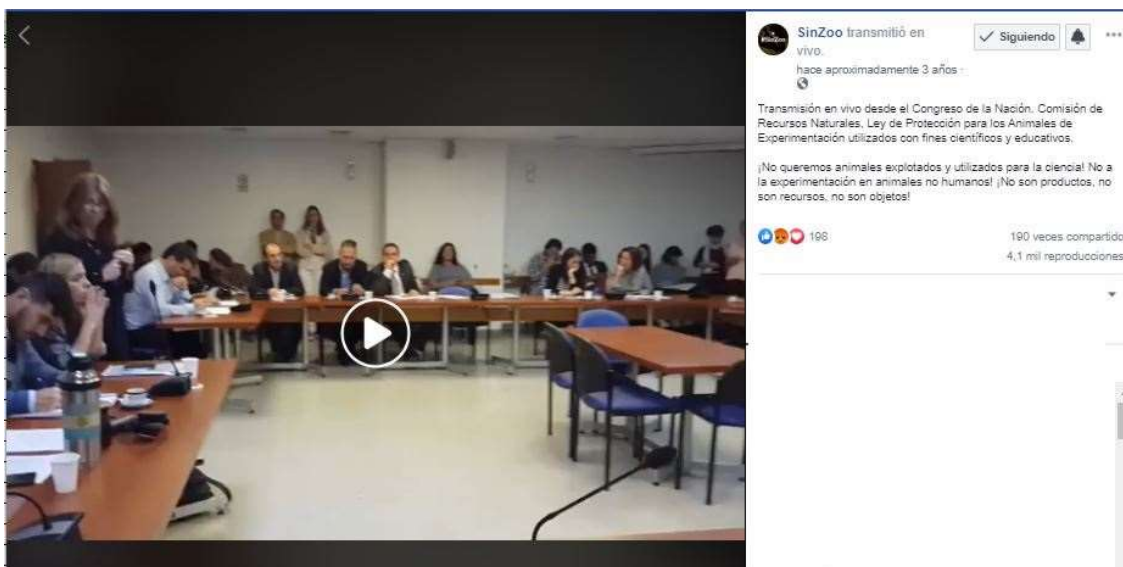 SinZoo transmitió en
vivo.
Siguiendo
hace aproximadamente 3 años ·
Transmisión en vivo desde el Congreso de la Nación. Comisión de
Recursos Naturales, Ley de Protección para los Animales de
Experimentación utilizados con fines científicos y educativos.
¡No queremos animales explotados y utilizados para la ciencia! No a
la experimentación en animales no humanos! ¡No son productos, no
son recursos, no son objetos!
196
190 veces compartido
4,1 mil reproducciones